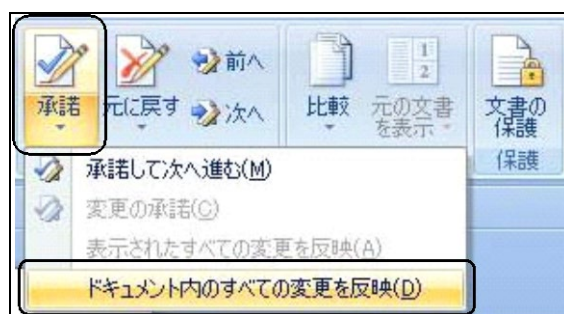 前へ
1
2
承諾
元に戻す
次へ
比較
元の文書
を表示
文書の
保護
保護
承諾して次へ進む(M)
変更の承諾(C)
表示されたすべての変更を反映(A)
ドキュメント内のすべての変更を反映(D)